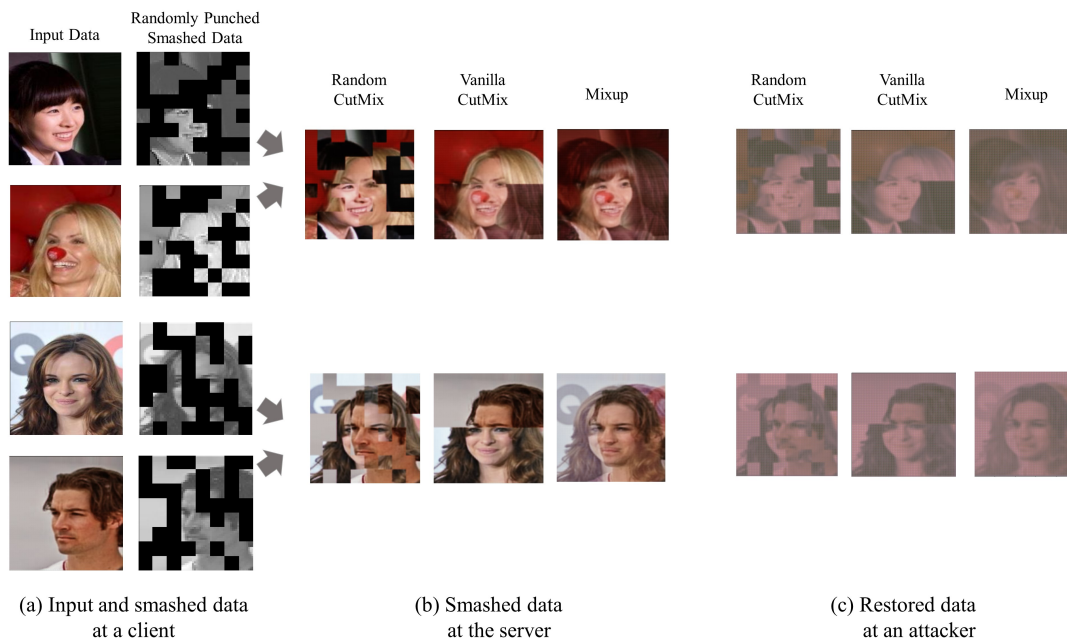 Input Data
Randomly Punched
Smashed Data
Random
CutMix
Vanilla
CutMix
Mixup
Random
CutMix
Vanilla
CutMix
Mixup
(a) Input and smashed data
at a client
(b) Smashed data
at the server
(c) Restored data
at an attacker